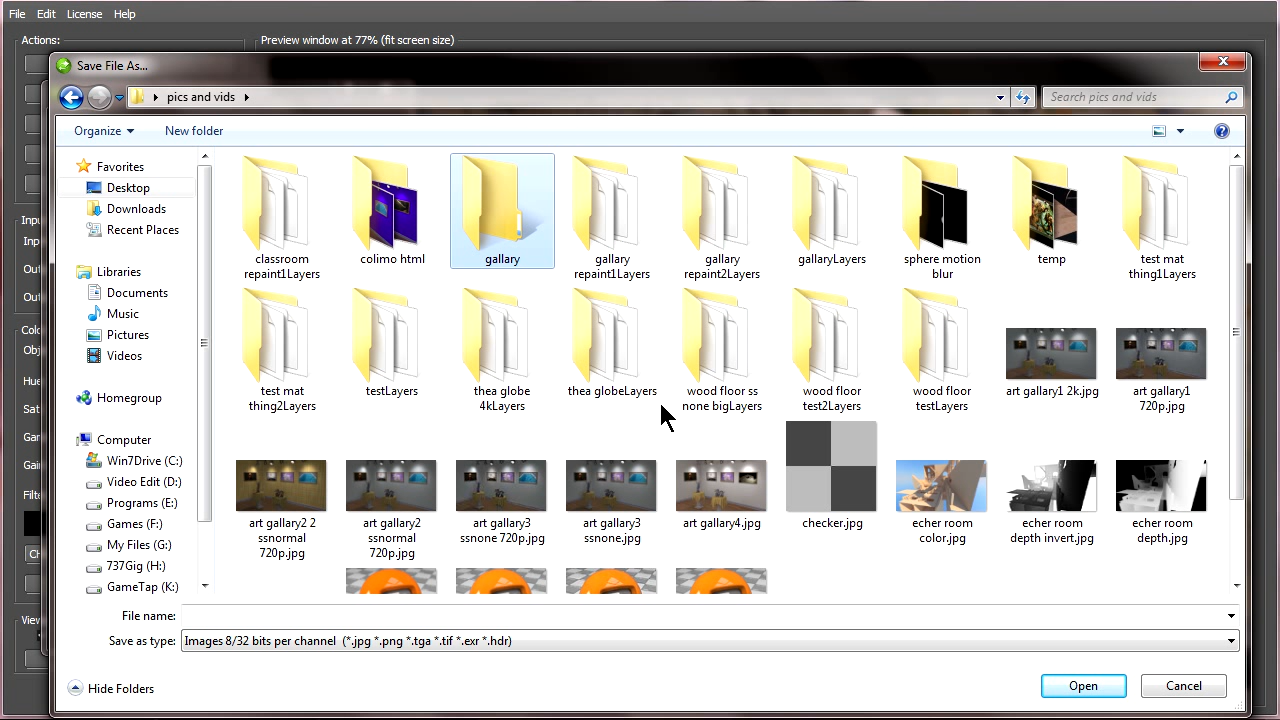 File Edit License Help
Actions:
Preview window at 77% (fit screen size)
Save File As...
pics and vids
Search pics and vids
Organize
New folder
Favorites
Desktop
Downloads
Recent Places
Libraries
Documents
Music
Pictures
Videos
Homegroup
Computer
Win7Drive (C:)
Video Edit (D:)
Programs (E:)
Games (F:)
My Files (G:)
737Gig (H:)
GameTap (K:)
classroom
repaint1Layers
colimo html
gallary
gallary
repaint1Layers
gallary
repaint2Layers
gallaryLayers
sphere motion
blur
temp
test mat
thing1Layers
test mat
thing2Layers
testLayers
thea globe
4kLayers
thea globeLayers
wood floor ss
none bigLayers
wood floor
test2Layers
wood floor
testLayers
art gallary1 2k.jpg
art gallary1
720p.jpg
art gallary2 2
ssnormal
720p.jpg
art gallary2
ssnormal
720p.jpg
art gallary3
ssnone 720p.jpg
art gallary3
ssnone.jpg
art gallary4.jpg
checker.jpg
echer room
color.jpg
echer room
depth invert.jpg
echer room
depth.jpg
File name:
Save as type:
Images 8/32 bits per channel (*.jpg *.png *.tga *.tif *.exr *.hdr)
Hide Folders
Open
Cancel